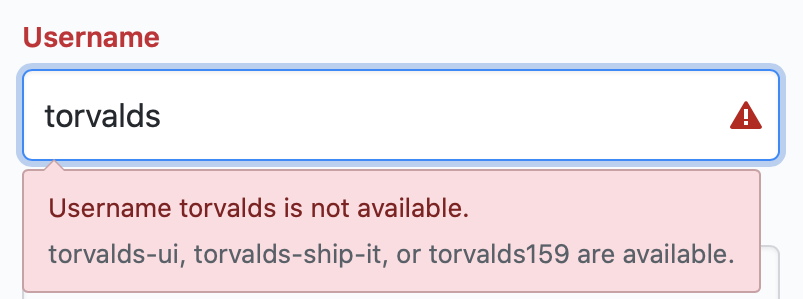 Username
torvalds
Username torvalds is not available.
torvalds-ui, torvalds-ship-it, or torvalds159 are available.